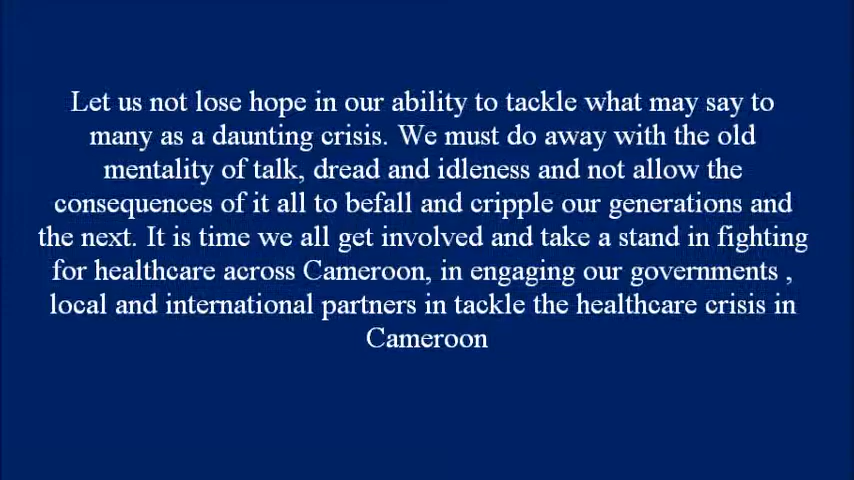 Let us not lose hope in our ability to tackle what may say to
many as a daunting crisis. We must do away with the old
mentality of talk, dread and idleness and not allow the
consequences of it all to befall and cripple our generations and
the next. It is time we all get involved and take a stand in fighting
for healthcare across Cameroon, in engaging our governments ,
local and international partners in tackle the healthcare crisis in
Cameroon